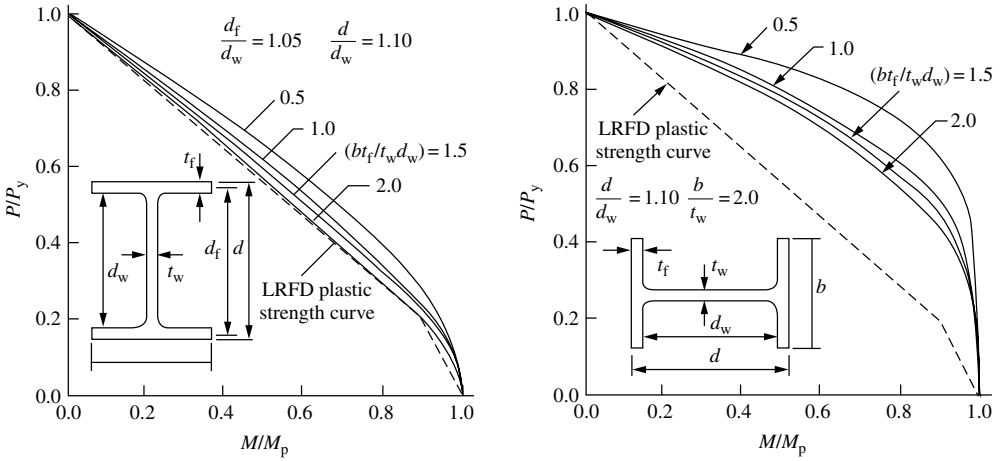 1.0
0.8
0.6
0.4
0.2
0.0
P/Py
d_f/d_w = 1.05 d/d_w = 1.10
0.5
1.0
(bt_f/t_w d_w) = 1.5
2.0
t_f
d_w
t_w
d_f
d
LRFD plastic
strength curve
0.0 0.2 0.4 0.6 0.8 1.0
M/M_p
1.0
0.8
0.6
0.4
0.2
0.0
P/P_y
0.5
1.0
(bt_f/t_w d_w) = 1.5
2.0
LRFD plastic
strength curve
d/d_w = 1.10 b/t_w = 2.0
t_f
t_w
b
d_w
d
0.0 0.2 0.4 0.6 0.8 1.0
M/M_p